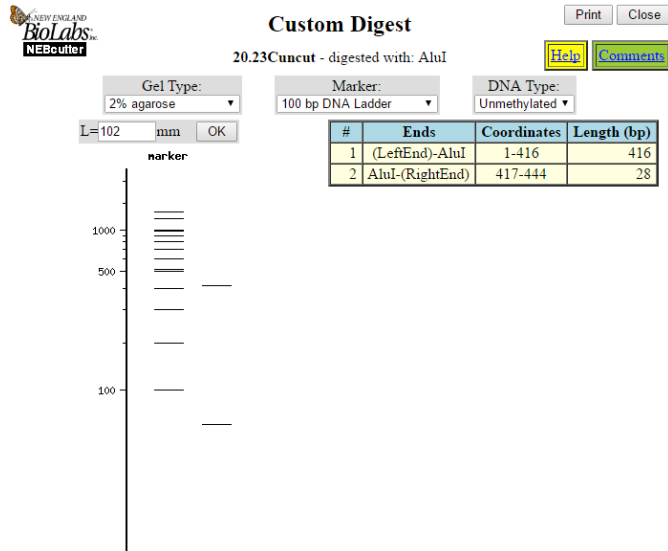 NEW ENGLAND
BioLabs Inc.
NEBcutter
Custom Digest
Print Close
20.23Cuncut - digested with: AluI
Help Comments
Gel Type: Marker: DNA Type:
2% agarose 100 bp DNA Ladder Unmethylated
L= 102 mm OK
# Ends Coordinates Length (bp)
1 (LeftEnd)-AluI 1-416 416
2 AluI-(RightEnd) 417-444 28
marker
1000
500
100